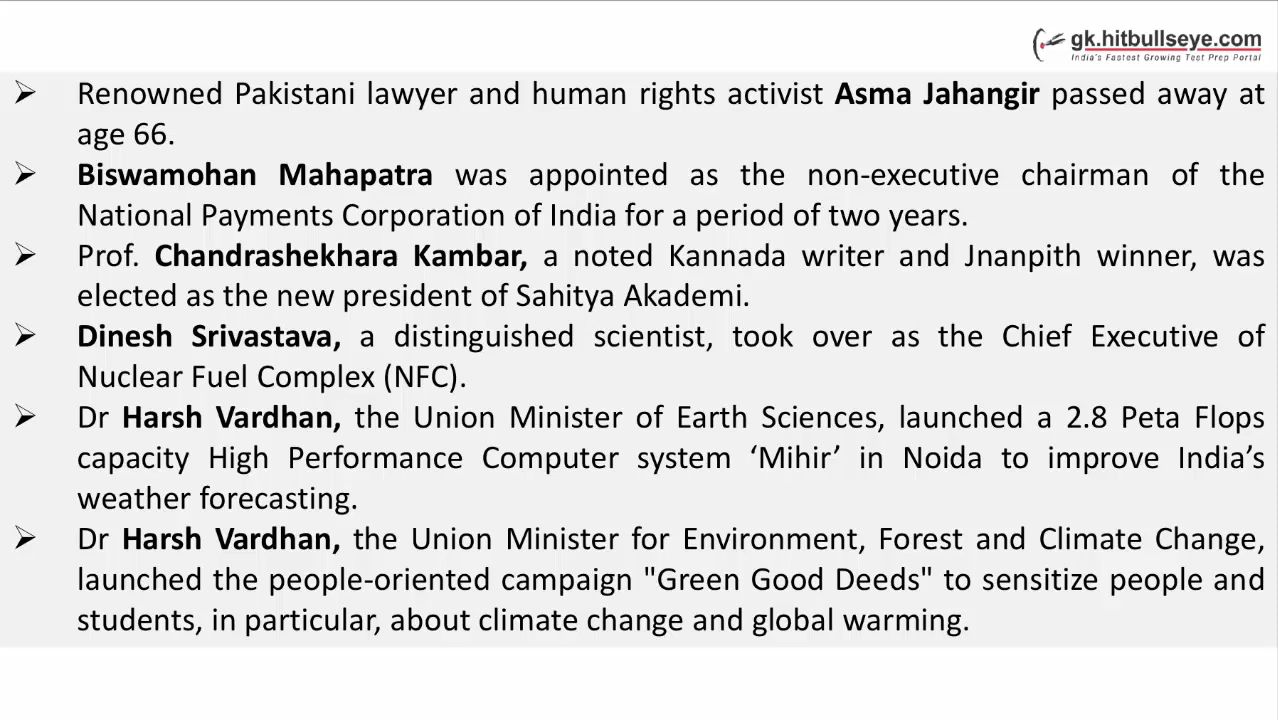 gk.hitbullseye.com
India's Fastest Growing Test Prep Portal
➢ Renowned Pakistani lawyer and human rights activist Asma Jahangir passed away at
age 66.
➢ Biswamohan Mahapatra was appointed as the non-executive chairman of the
National Payments Corporation of India for a period of two years.
➢ Prof. Chandrashekhara Kambar, a noted Kannada writer and Jnanpith winner, was
elected as the new president of Sahitya Akademi.
➢ Dinesh Srivastava, a distinguished scientist, took over as the Chief Executive of
Nuclear Fuel Complex (NFC).
➢ Dr Harsh Vardhan, the Union Minister of Earth Sciences, launched a 2.8 Peta Flops
capacity High Performance Computer system ‘Mihir’ in Noida to improve India’s
weather forecasting.
➢ Dr Harsh Vardhan, the Union Minister for Environment, Forest and Climate Change,
launched the people-oriented campaign "Green Good Deeds" to sensitize people and
students, in particular, about climate change and global warming.